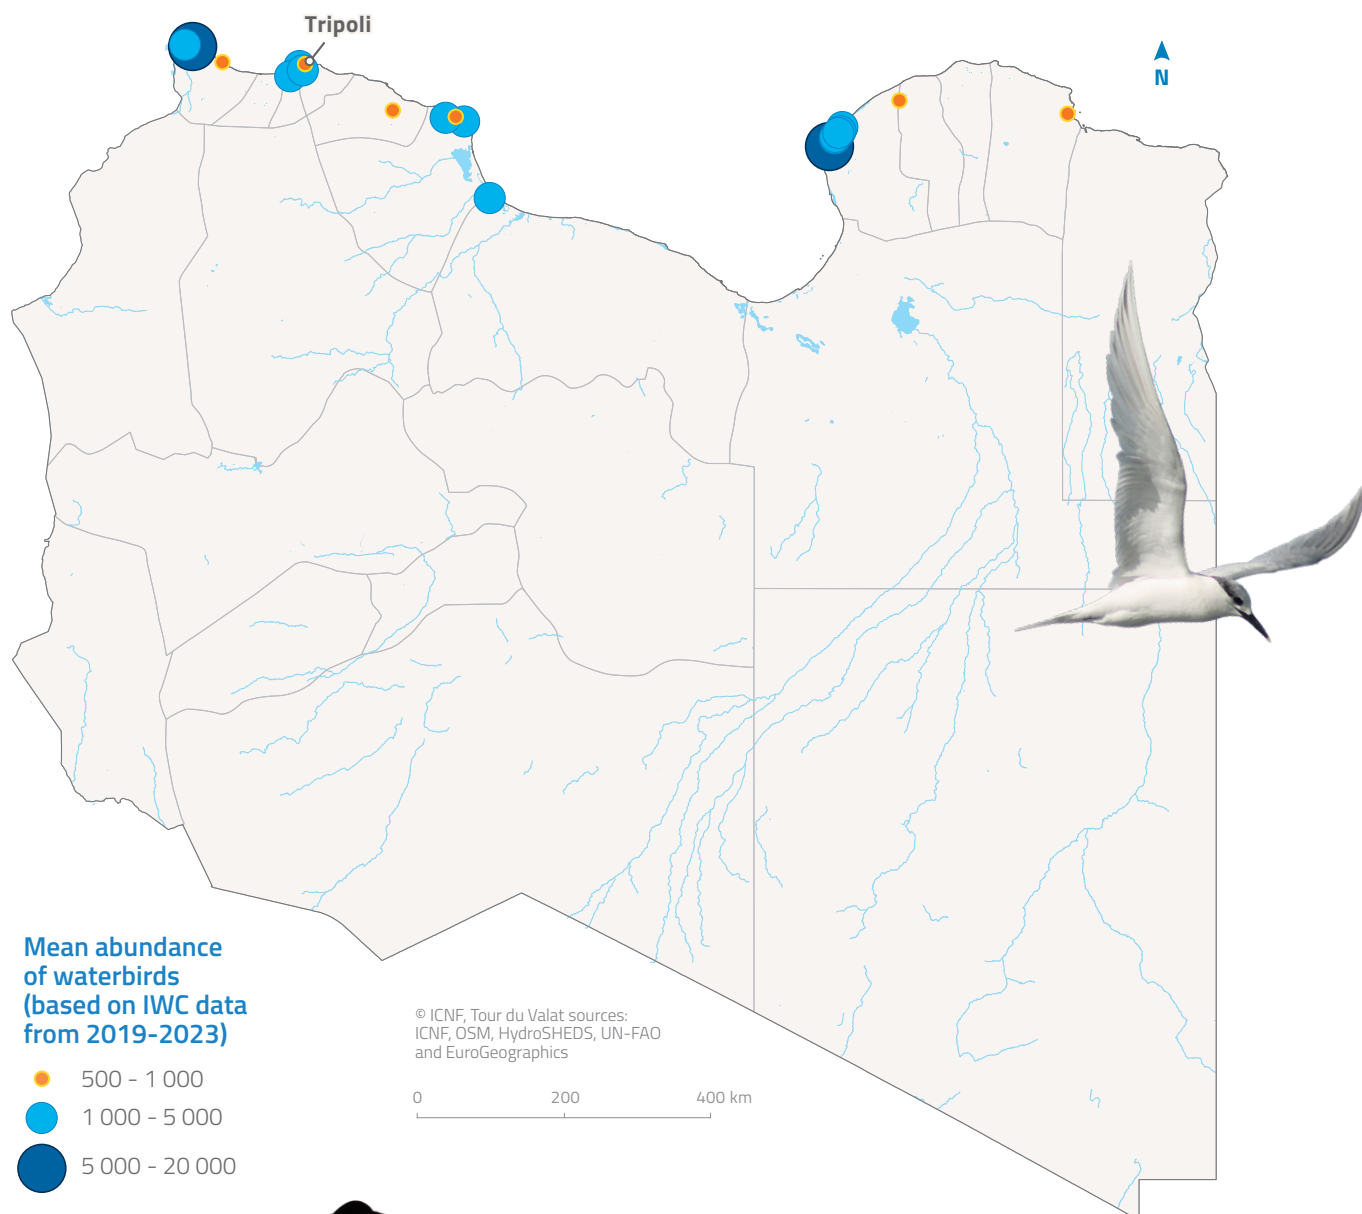 Tripoli
N
Mean abundance
of waterbirds
(based on IWC data
from 2019-2023)
500 - 1 000
1 000 - 5 000
5 000 - 20 000
© ICNF, Tour du Valat sources:
ICNF, OSM, HydroSHEDS, UN-FAO
and EuroGeographics
0 200 400 km